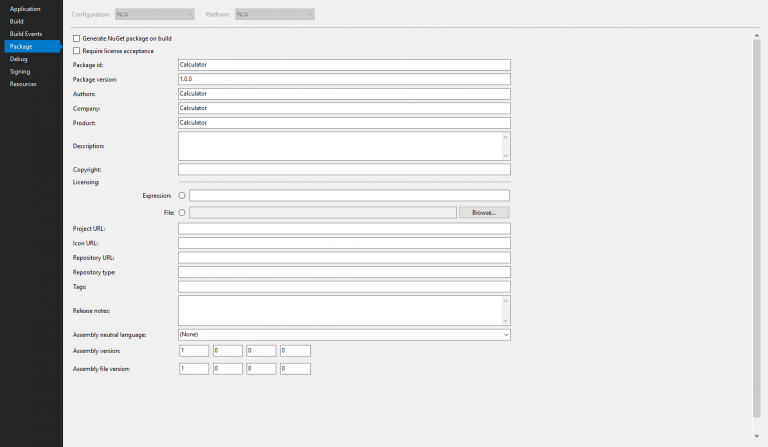 Application
Build
Build Events
Package
Debug
Signing
Resources
Configuration: N/A Platform: N/A
Generate NuGet package on build
Require license acceptance
Package id: Calculator
Package version: 1.0.0
Authors: Calculator
Company: Calculator
Product: Calculator
Description:
Copyright:
Licensing:
Expression:
File: Browse...
Project URL:
Icon URL:
Repository URL:
Repository type:
Tags:
Release notes:
Assembly neutral language: (None)
Assembly version: 1 0 0 0
Assembly file version: 1 0 0 0